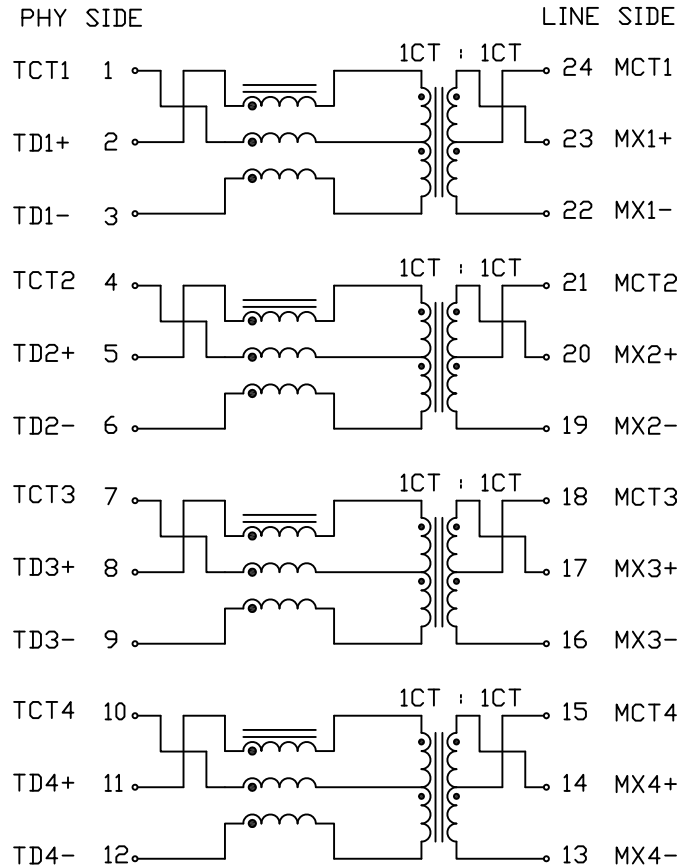 PHY SIDE LINE SIDE
1CT : 1CT
TCT1 1 24 MCT1
TD1+ 2 23 MX1+
TD1- 3 22 MX1-
1CT : 1CT
TCT2 4 21 MCT2
TD2+ 5 20 MX2+
TD2- 6 19 MX2-
1CT : 1CT
TCT3 7 18 MCT3
TD3+ 8 17 MX3+
TD3- 9 16 MX3-
1CT : 1CT
TCT4 10 15 MCT4
TD4+ 11 14 MX4+
TD4- 12 13 MX4-